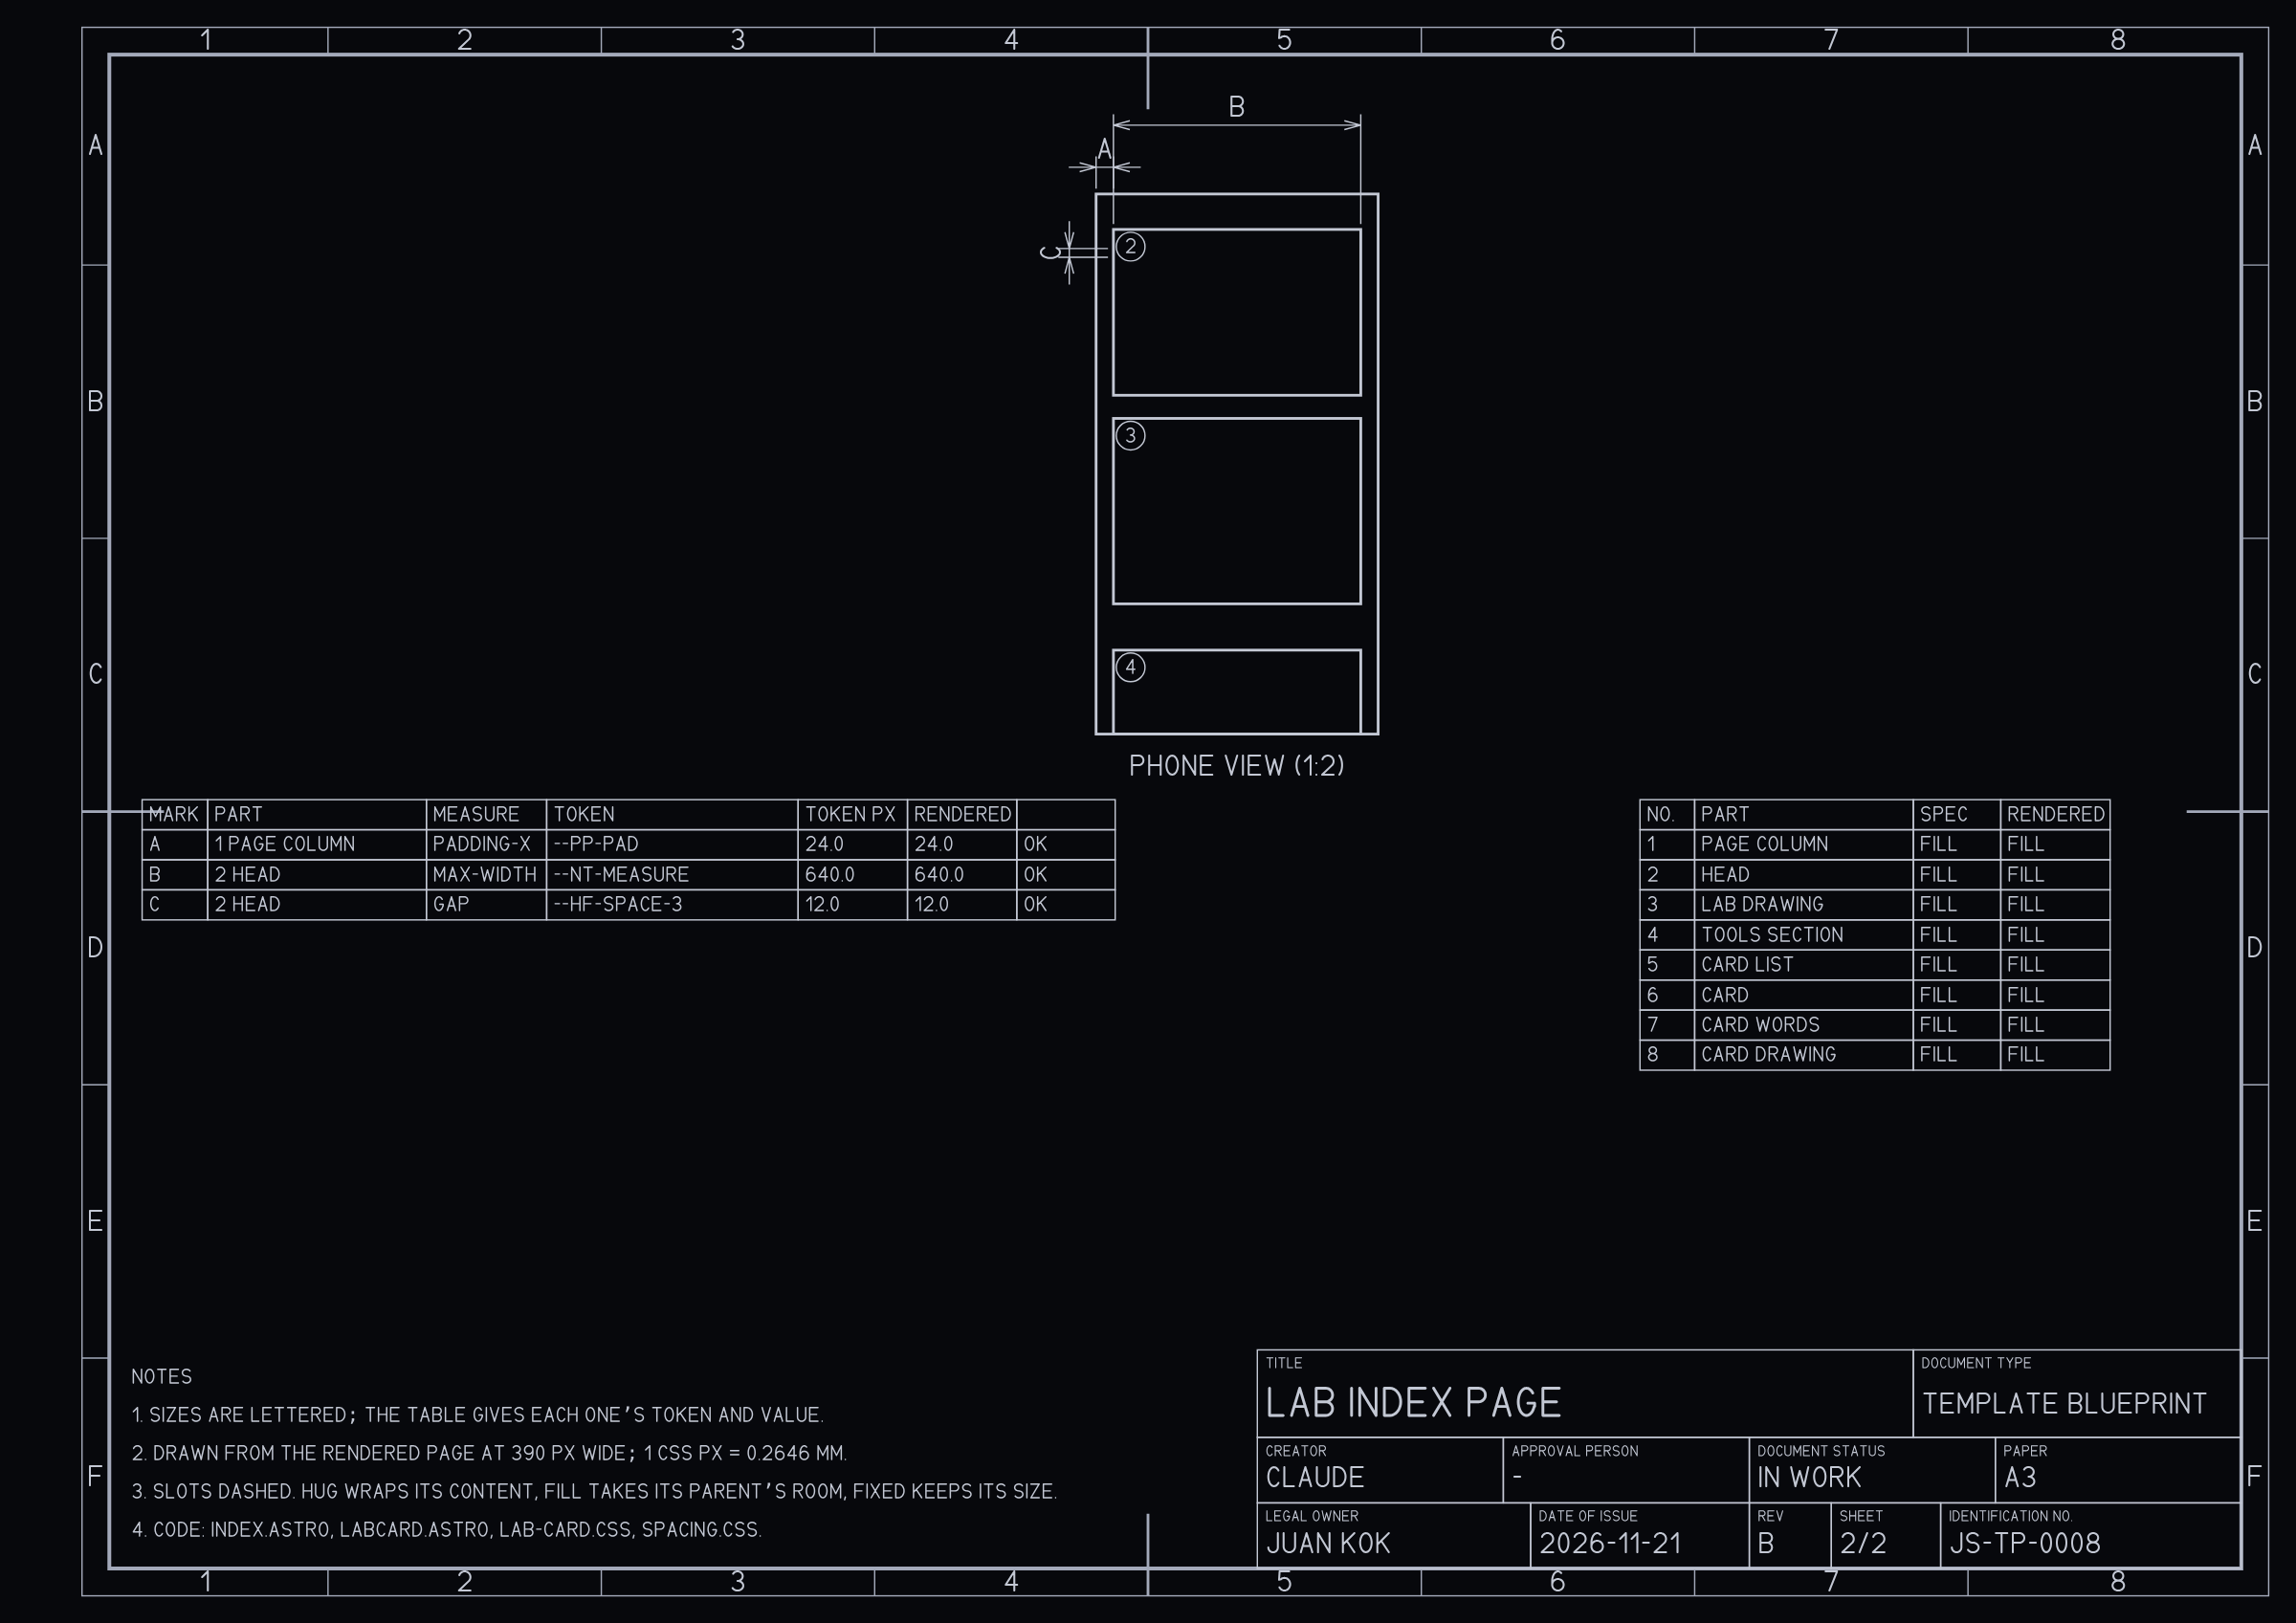 1 2 3 4 5 6 7 8
A A
B B
C C
D D
E E
F F
B
A
C
2
3
4
PHONE VIEW (1:2)
MARK PART MEASURE TOKEN TOKEN PX RENDERED
A 1 PAGE COLUMN PADDING-X --PP-PAD 24.0 24.0 OK
B 2 HEAD MAX-WIDTH --NT-MEASURE 640.0 640.0 OK
C 2 HEAD GAP --HF-SPACE-3 12.0 12.0 OK
NO. PART SPEC RENDERED
1 PAGE COLUMN FILL FILL
2 HEAD FILL FILL
3 LAB DRAWING FILL FILL
4 TOOLS SECTION FILL FILL
5 CARD LIST FILL FILL
6 CARD FILL FILL
7 CARD WORDS FILL FILL
8 CARD DRAWING FILL FILL
NOTES
1. SIZES ARE LETTERED; THE TABLE GIVES EACH ONE'S TOKEN AND VALUE.
2. DRAWN FROM THE RENDERED PAGE AT 390 PX WIDE; 1 CSS PX = 0.2646 MM.
3. SLOTS DASHED. HUG WRAPS ITS CONTENT, FILL TAKES ITS PARENT'S ROOM, FIXED KEEPS ITS SIZE.
4. CODE: INDEX.ASTRO, LABCARD.ASTRO, LAB-CARD.CSS, SPACING.CSS.
TITLE DOCUMENT TYPE
LAB INDEX PAGE TEMPLATE BLUEPRINT
CREATOR APPROVAL PERSON DOCUMENT STATUS PAPER
CLAUDE - IN WORK A3
LEGAL OWNER DATE OF ISSUE REV SHEET IDENTIFICATION NO.
JUAN KOK 2026-11-21 B 2/2 JS-TP-0008
1 2 3 4 5 6 7 8